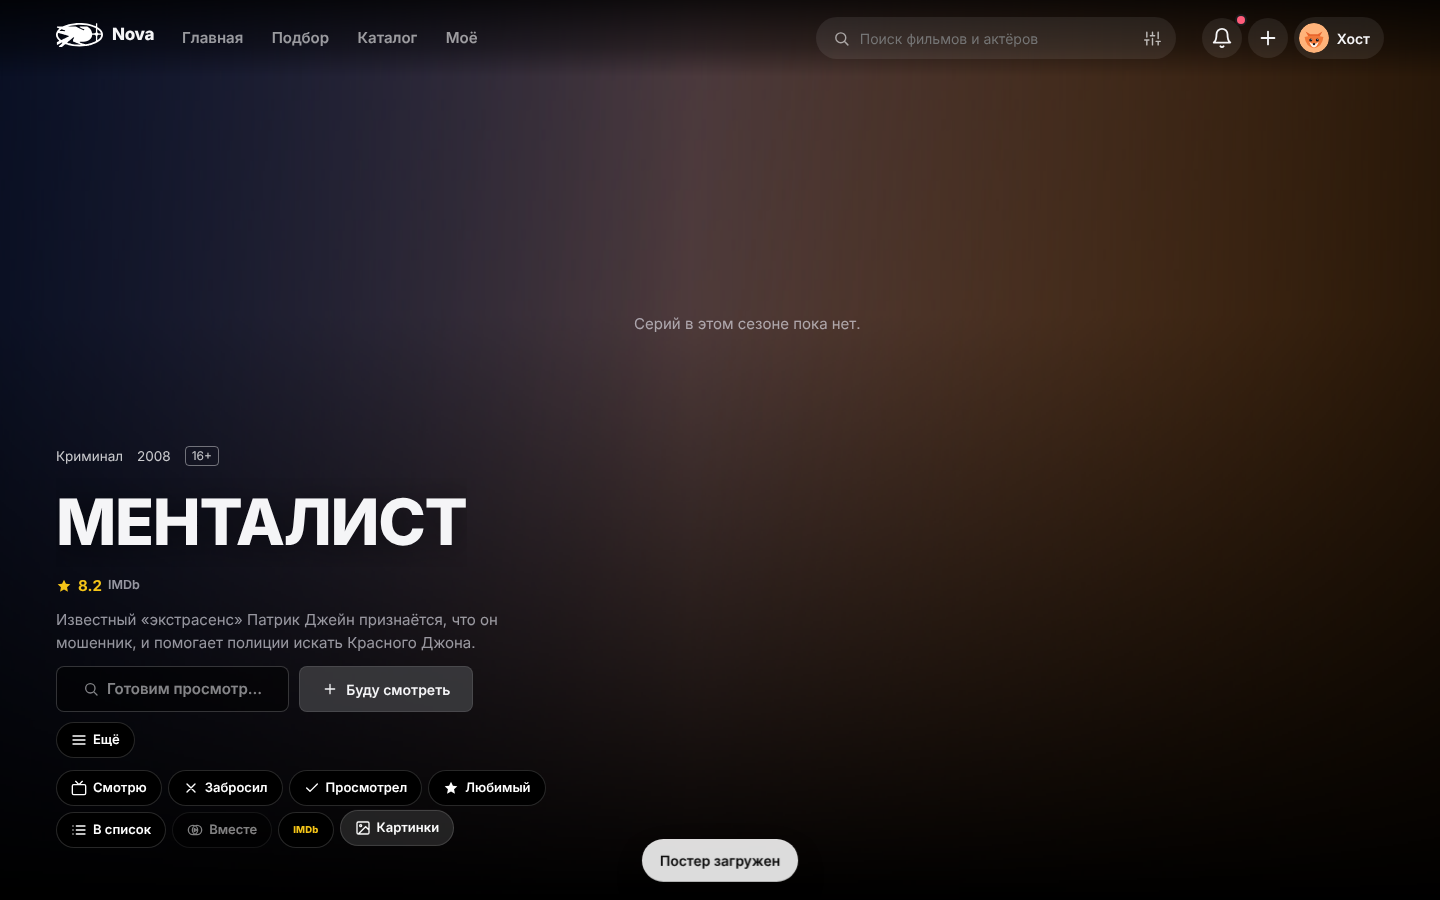 Nova
Главная
Подбор
Каталог
Моё
Поиск фильмов и актёров
Хост
Серий в этом сезоне пока нет.
Криминал 2008 16+
МЕНТАЛИСТ
8.2 IMDb
Известный «экстрасенс» Патрик Джейн признаётся, что он
мошенник, и помогает полиции искать Красного Джона.
Готовим просмотр...
Буду смотреть
Ещё
Смотрю
Забросил
Просмотрел
Любимый
В список
Вместе
IMDb
Картинки
Постер загружен